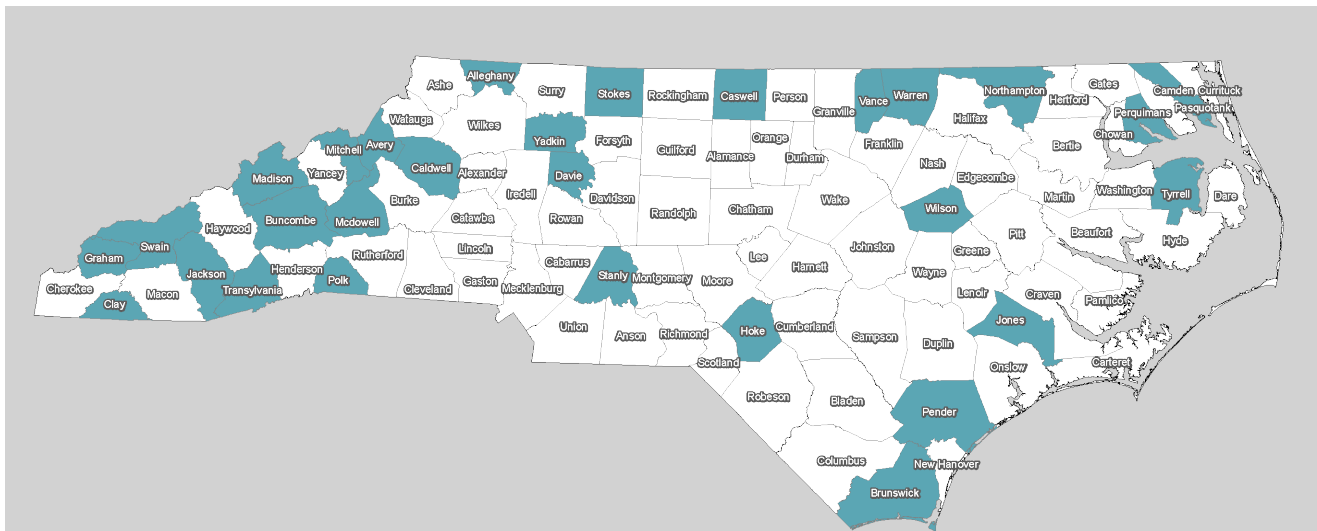 Alleghany
Ashe
Surry
Stokes
Rockingham
Caswell
Person
Granville
Vance
Warren
Northampton
Hertford
Gates
Camden
Currituck
Pasquotank
Perquimans
Chowan
Watauga
Wilkes
Yadkin
Forsyth
Guilford
Alamance
Orange
Durham
Franklin
Halifax
Bertie
Mitchell
Avery
Caldwell
Alexander
Iredell
Davie
Davidson
Nash
Edgecombe
Martin
Washington
Tyrrell
Dare
Madison
Yancey
Burke
Catawba
Rowan
Randolph
Chatham
Wake
Wilson
Pitt
Beaufort
Hyde
Buncombe
Mcdowell
Haywood
Swain
Graham
Jackson
Henderson
Rutherford
Lincoln
Cabarrus
Stanly
Montgomery
Moore
Lee
Harnett
Johnston
Wayne
Greene
Lenoir
Craven
Pamlico
Cherokee
Clay
Macon
Transylvania
Polk
Cleveland
Gaston
Mecklenburg
Union
Anson
Richmond
Scotland
Hoke
Cumberland
Sampson
Duplin
Jones
Onslow
Carteret
Robeson
Bladen
Pender
Columbus
New Hanover
Brunswick